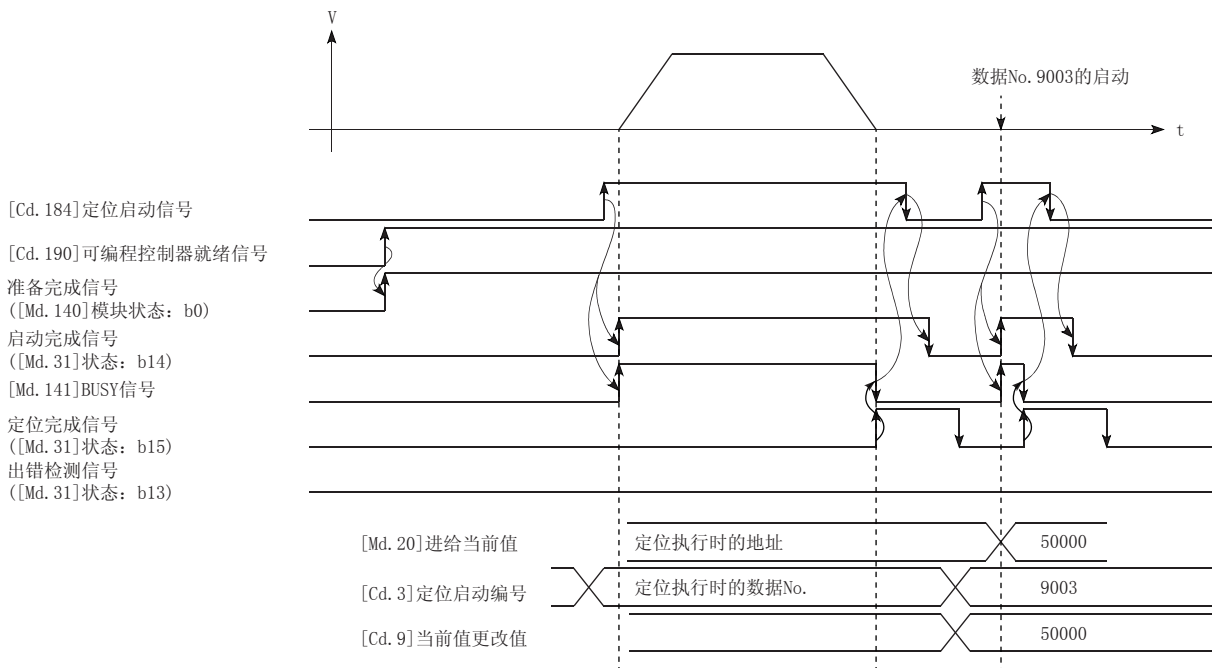 V
数据No.9003的启动
t
[Cd.184]定位启动信号
[Cd.190]可编程控制器就绪信号
准备完成信号
([Md.140]模块状态：b0)
启动完成信号
([Md.31]状态：b14)
[Md.141]BUSY信号
定位完成信号
([Md.31]状态：b15)
出错检测信号
([Md.31]状态：b13)
[Md.20]进给当前值 定位执行时的地址 50000
[Cd.3]定位启动编号 定位执行时的数据No. 9003
[Cd.9]当前值更改值 50000